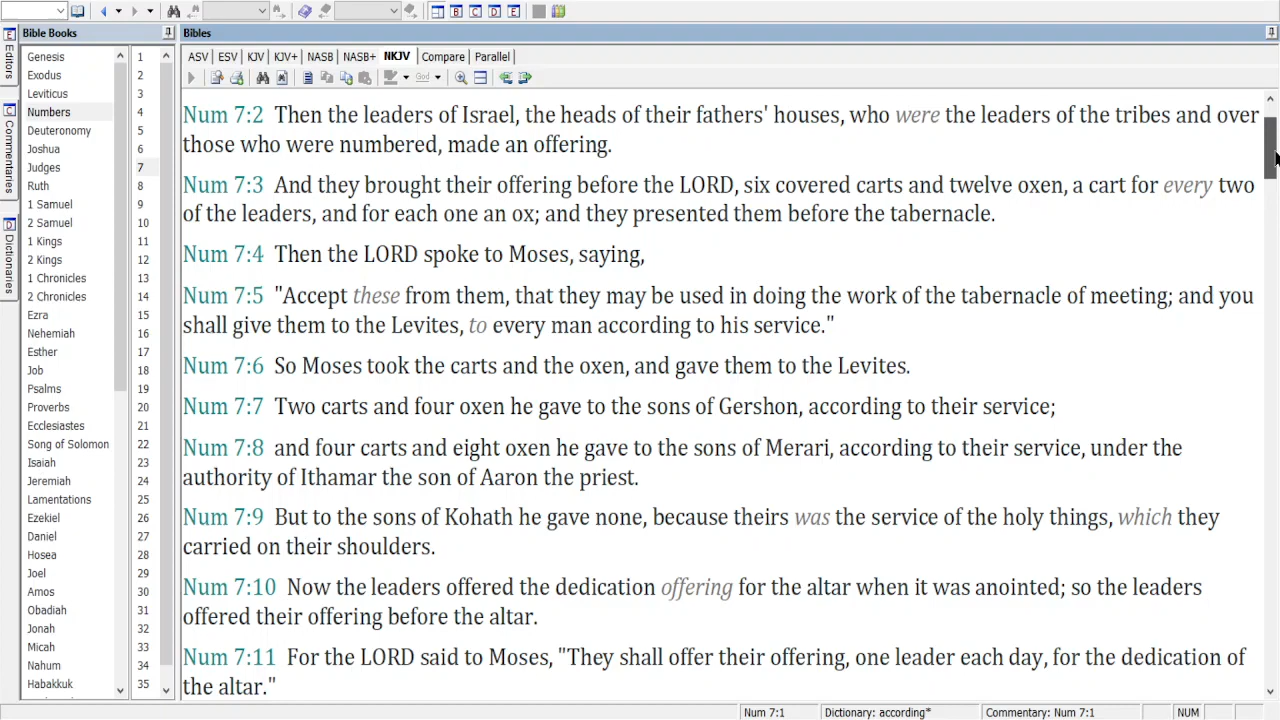 B C D E
Bible Books
Bibles
Editors
Commentaries
Dictionaries
Genesis
Exodus
Leviticus
Numbers
Deuteronomy
Joshua
Judges
Ruth
1 Samuel
2 Samuel
1 Kings
2 Kings
1 Chronicles
2 Chronicles
Ezra
Nehemiah
Esther
Job
Psalms
Proverbs
Ecclesiastes
Song of Solomon
Isaiah
Jeremiah
Lamentations
Ezekiel
Daniel
Hosea
Joel
Amos
Obadiah
Jonah
Micah
Nahum
Habakkuk
1
2
3
4
5
6
7
8
9
10
11
12
13
14
15
16
17
18
19
20
21
22
23
24
25
26
27
28
29
30
31
32
33
34
35
ASV ESV KJV KJV+ NASB NASB+ NKJV Compare Parallel
God
Num 7:2 Then the leaders of Israel, the heads of their fathers' houses, who were the leaders of the tribes and over
those who were numbered, made an offering.
Num 7:3 And they brought their offering before the LORD, six covered carts and twelve oxen, a cart for every two
of the leaders, and for each one an ox; and they presented them before the tabernacle.
Num 7:4 Then the LORD spoke to Moses, saying,
Num 7:5 "Accept these from them, that they may be used in doing the work of the tabernacle of meeting; and you
shall give them to the Levites, to every man according to his service."
Num 7:6 So Moses took the carts and the oxen, and gave them to the Levites.
Num 7:7 Two carts and four oxen he gave to the sons of Gershon, according to their service;
Num 7:8 and four carts and eight oxen he gave to the sons of Merari, according to their service, under the
authority of Ithamar the son of Aaron the priest.
Num 7:9 But to the sons of Kohath he gave none, because theirs was the service of the holy things, which they
carried on their shoulders.
Num 7:10 Now the leaders offered the dedication offering for the altar when it was anointed; so the leaders
offered their offering before the altar.
Num 7:11 For the LORD said to Moses, "They shall offer their offering, one leader each day, for the dedication of
the altar."
Num 7:1 Dictionary: according* Commentary: Num 7:1 NUM